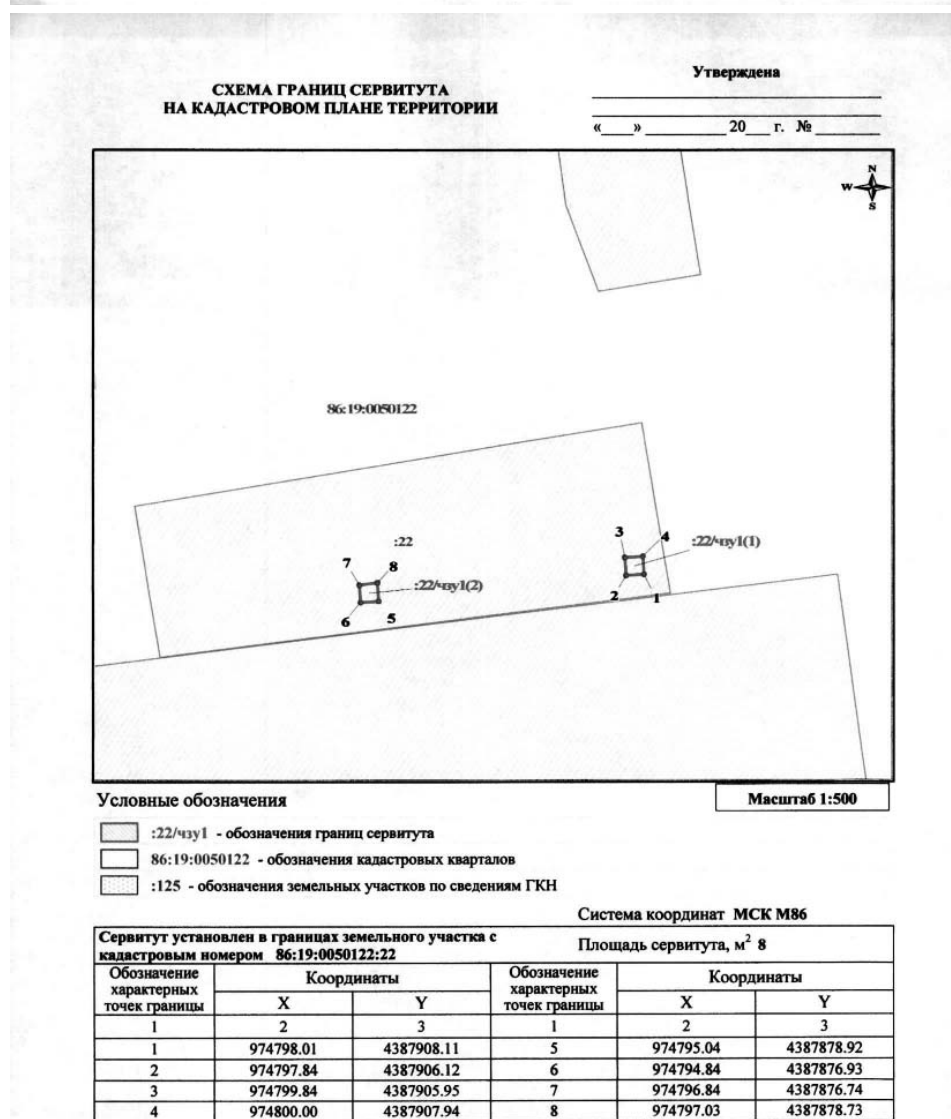 Утверждена
СХЕМА ГРАНИЦ СЕРВИТУТА
НА КАДАСТРОВОМ ПЛАНЕ ТЕРРИТОРИИ
«___» ________ 20___ г. № ________
N
W
S
86:19:0050122
:22
3
4
:22/чзу1(1)
2
1
7
8
:22/чзу1(2)
6
5
Условные обозначения
Масштаб 1:500
:22/чзу1 - обозначения границ сервитута
86:19:0050122 - обозначения кадастровых кварталов
:125 - обозначения земельных участков по сведениям ГКН
Система координат МСК М86
Сервитут установлен в границах земельного участка с кадастровым номером 86:19:0050122:22
Площадь сервитута, м² 8
Обозначение характерных точек границы
Координаты
Обозначение характерных точек границы
Координаты
X Y X Y
1 2 3 1 2 3
1 974798.01 4387908.11 5 974795.04 4387878.92
2 974797.84 4387906.12 6 974794.84 4387876.93
3 974799.84 4387905.95 7 974796.84 4387876.74
4 974800.00 4387907.94 8 974797.03 4387878.73